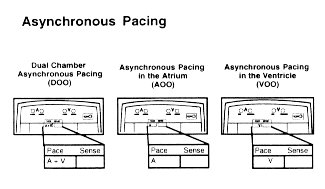 Asynchronous Pacing
Dual Chamber
Asynchronous Pacing
(DOO)
Asynchronous Pacing
in the Atrium
(AOO)
Asynchronous Pacing
in the Ventricle
(VOO)
A V
A V
A V
Pace Sense
A + V
Pace Sense
A
Pace Sense
V